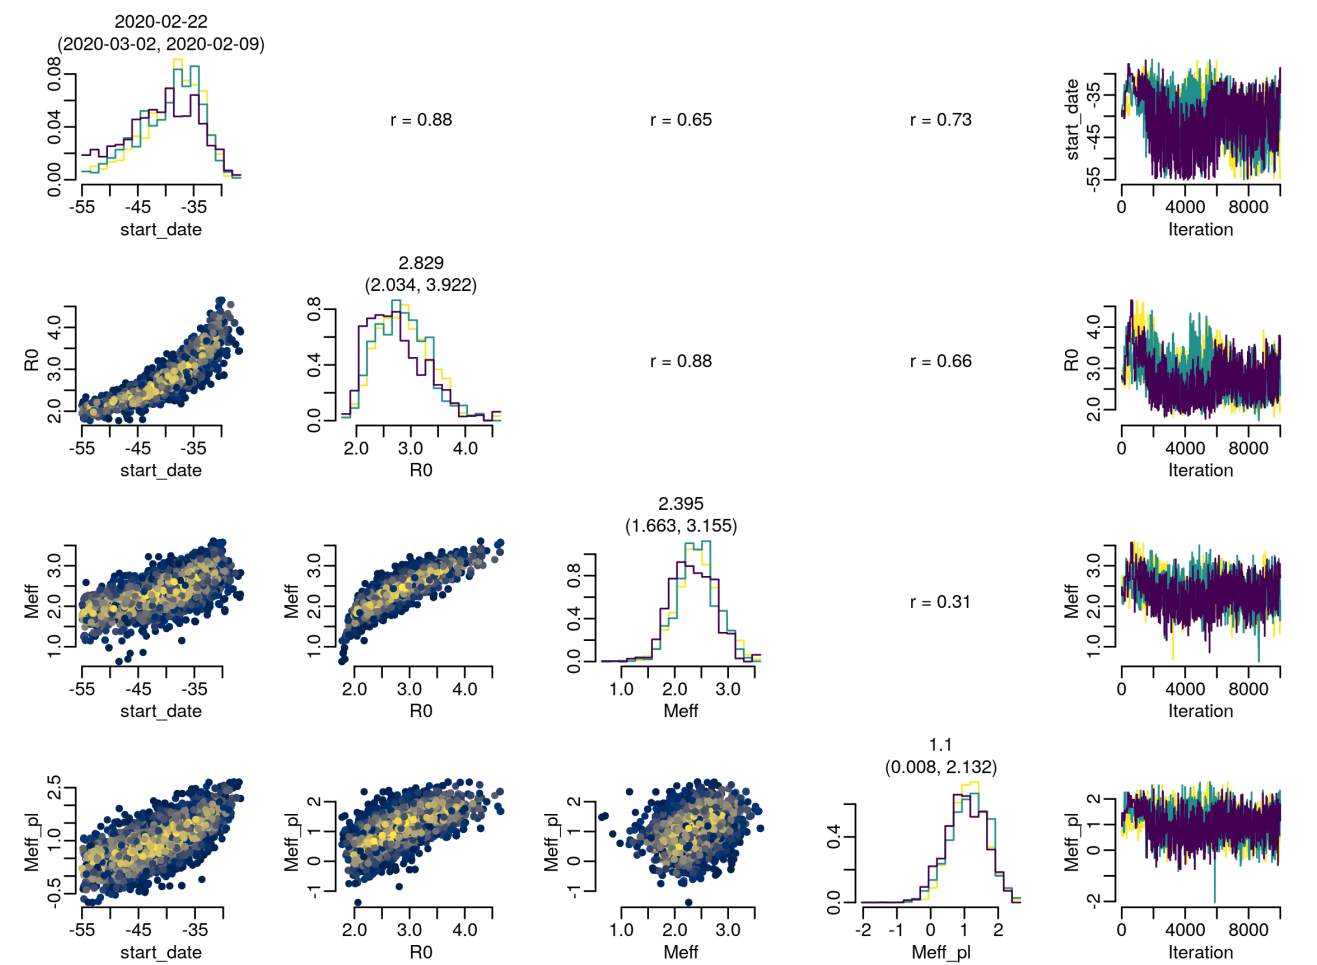 2020-02-22
(2020-03-02, 2020-02-09)
0.00 0.04 0.08
-55 -45 -35
start_date
r = 0.88
r = 0.65
r = 0.73
start_date
-55 -45 -35
0 4000 8000
Iteration
R0
2.0 3.0 4.0
-55 -45 -35
start_date
2.829
(2.034, 3.922)
0.0 0.4 0.8
2.0 3.0 4.0
R0
r = 0.88
r = 0.66
R0
2.0 3.0 4.0
0 4000 8000
Iteration
Meff
1.0 2.0 3.0
-55 -45 -35
start_date
Meff
1.0 2.0 3.0
2.0 3.0 4.0
R0
2.395
(1.663, 3.155)
0.0 0.4 0.8
1.0 2.0 3.0
Meff
r = 0.31
Meff
1.0 2.0 3.0
0 4000 8000
Iteration
Meff_pl
-0.5 1.0 2.5
-55 -45 -35
start_date
Meff_pl
-1 0 1 2
2.0 3.0 4.0
R0
Meff_pl
-1 0 1 2
1.0 2.0 3.0
Meff
1.1
(0.008, 2.132)
0.0 0.4
-2 -1 0 1 2
Meff_pl
Meff_pl
-2 0 1 2
0 4000 8000
Iteration